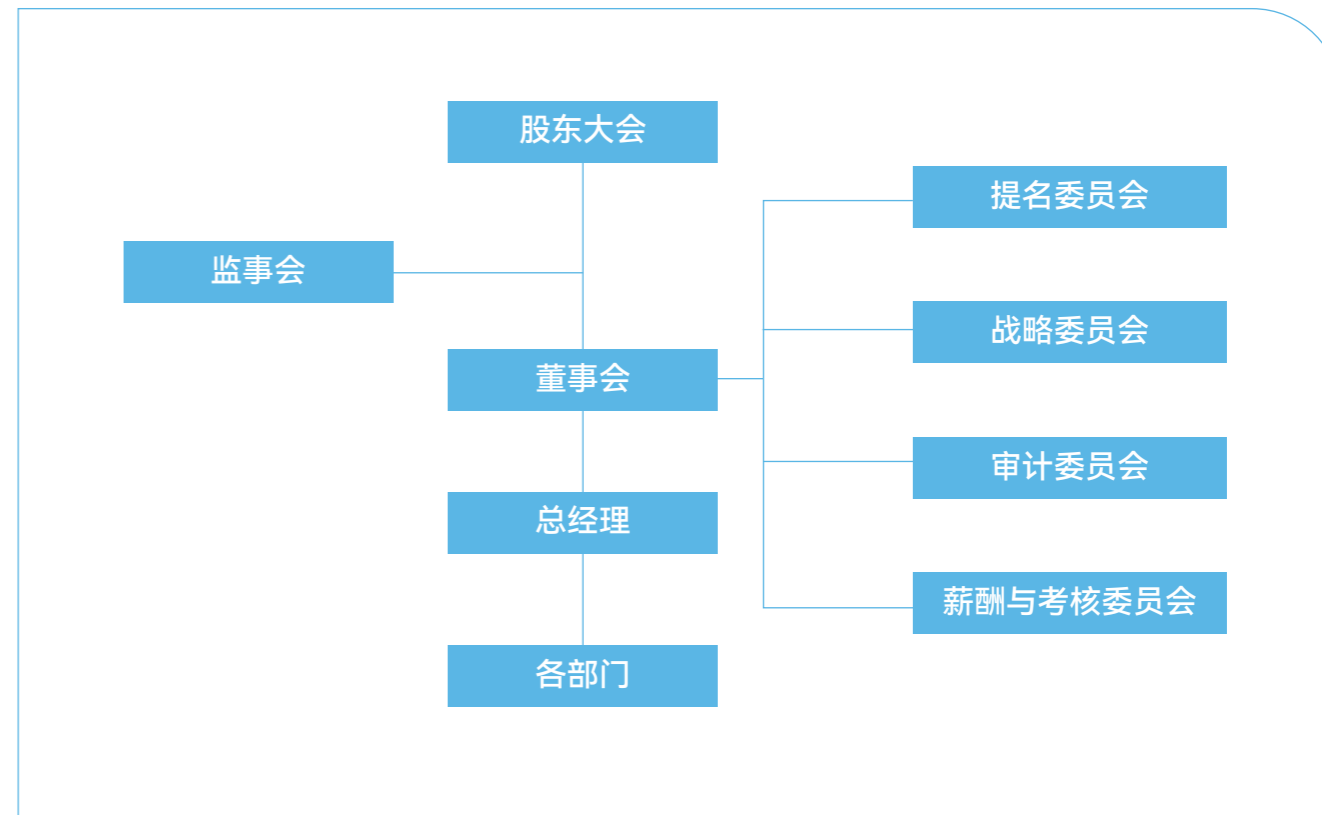 股东大会
监事会
董事会
总经理
各部门
提名委员会
战略委员会
审计委员会
薪酬与考核委员会